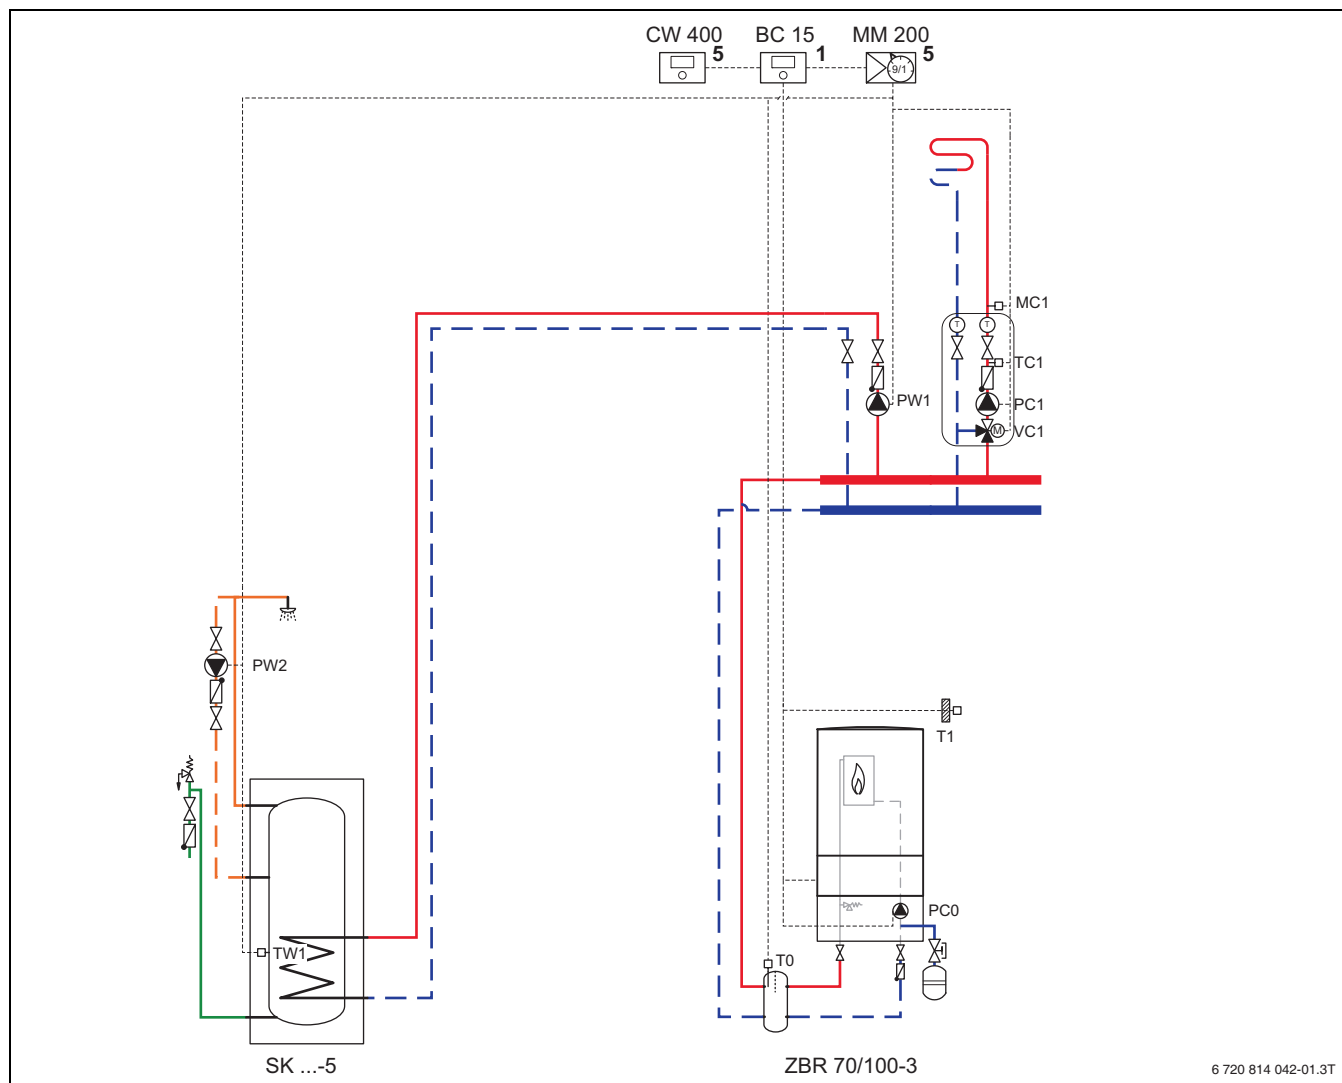 CW 400 BC 15 MM 200
5 1 5
9/1
MC1
T T
TC1
PW1 PC1
M VC1
PW2
T1
PC0
TW1 T0
SK ...-5 ZBR 70/100-3
6 720 814 042-01.3T